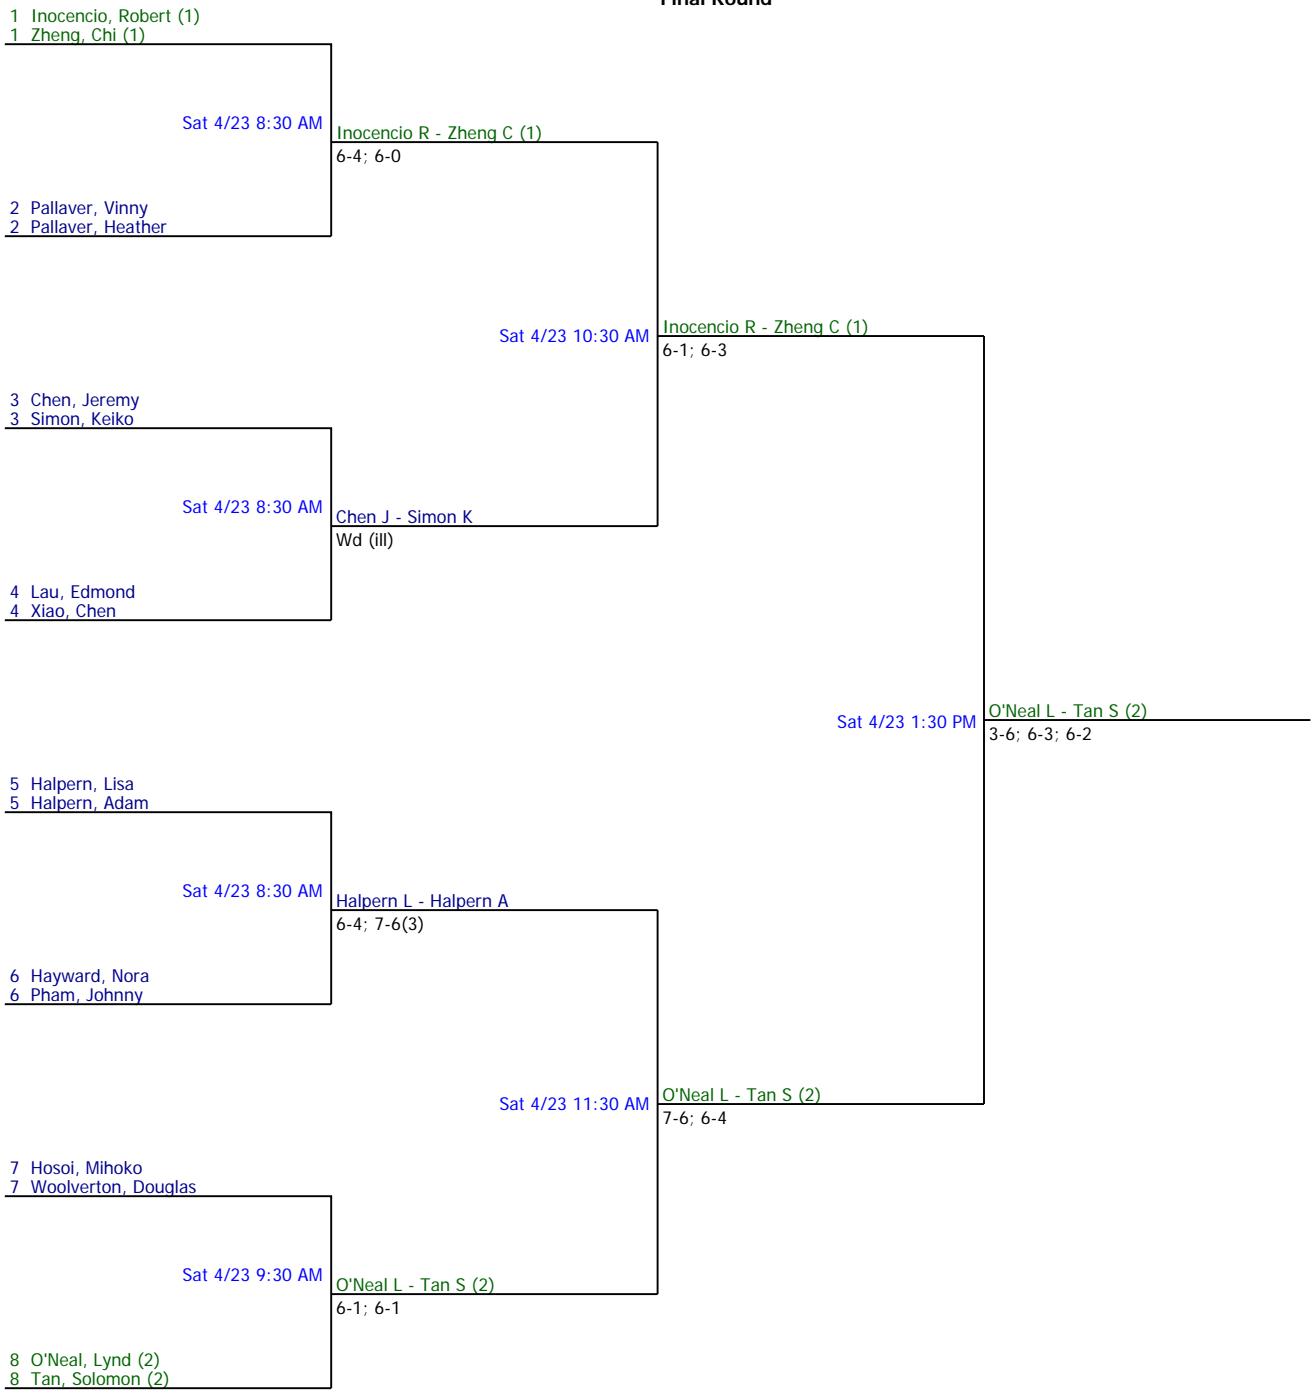 Final Round
1 Inocencio, Robert (1)
1 Zheng, Chi (1)
Sat 4/23 8:30 AM
Inocencio R - Zheng C (1)
6-4; 6-0
2 Pallaver, Vinny
2 Pallaver, Heather
Sat 4/23 10:30 AM
Inocencio R - Zheng C (1)
6-1; 6-3
3 Chen, Jeremy
3 Simon, Keiko
Sat 4/23 8:30 AM
Chen J - Simon K
Wd (ill)
4 Lau, Edmond
4 Xiao, Chen
Sat 4/23 1:30 PM
O'Neal L - Tan S (2)
3-6; 6-3; 6-2
5 Halpern, Lisa
5 Halpern, Adam
Sat 4/23 8:30 AM
Halpern L - Halpern A
6-4; 7-6(3)
6 Hayward, Nora
6 Pham, Johnny
Sat 4/23 11:30 AM
O'Neal L - Tan S (2)
7-6; 6-4
7 Hosoi, Mihoko
7 Woolverton, Douglas
Sat 4/23 9:30 AM
O'Neal L - Tan S (2)
6-1; 6-1
8 O'Neal, Lynd (2)
8 Tan, Solomon (2)